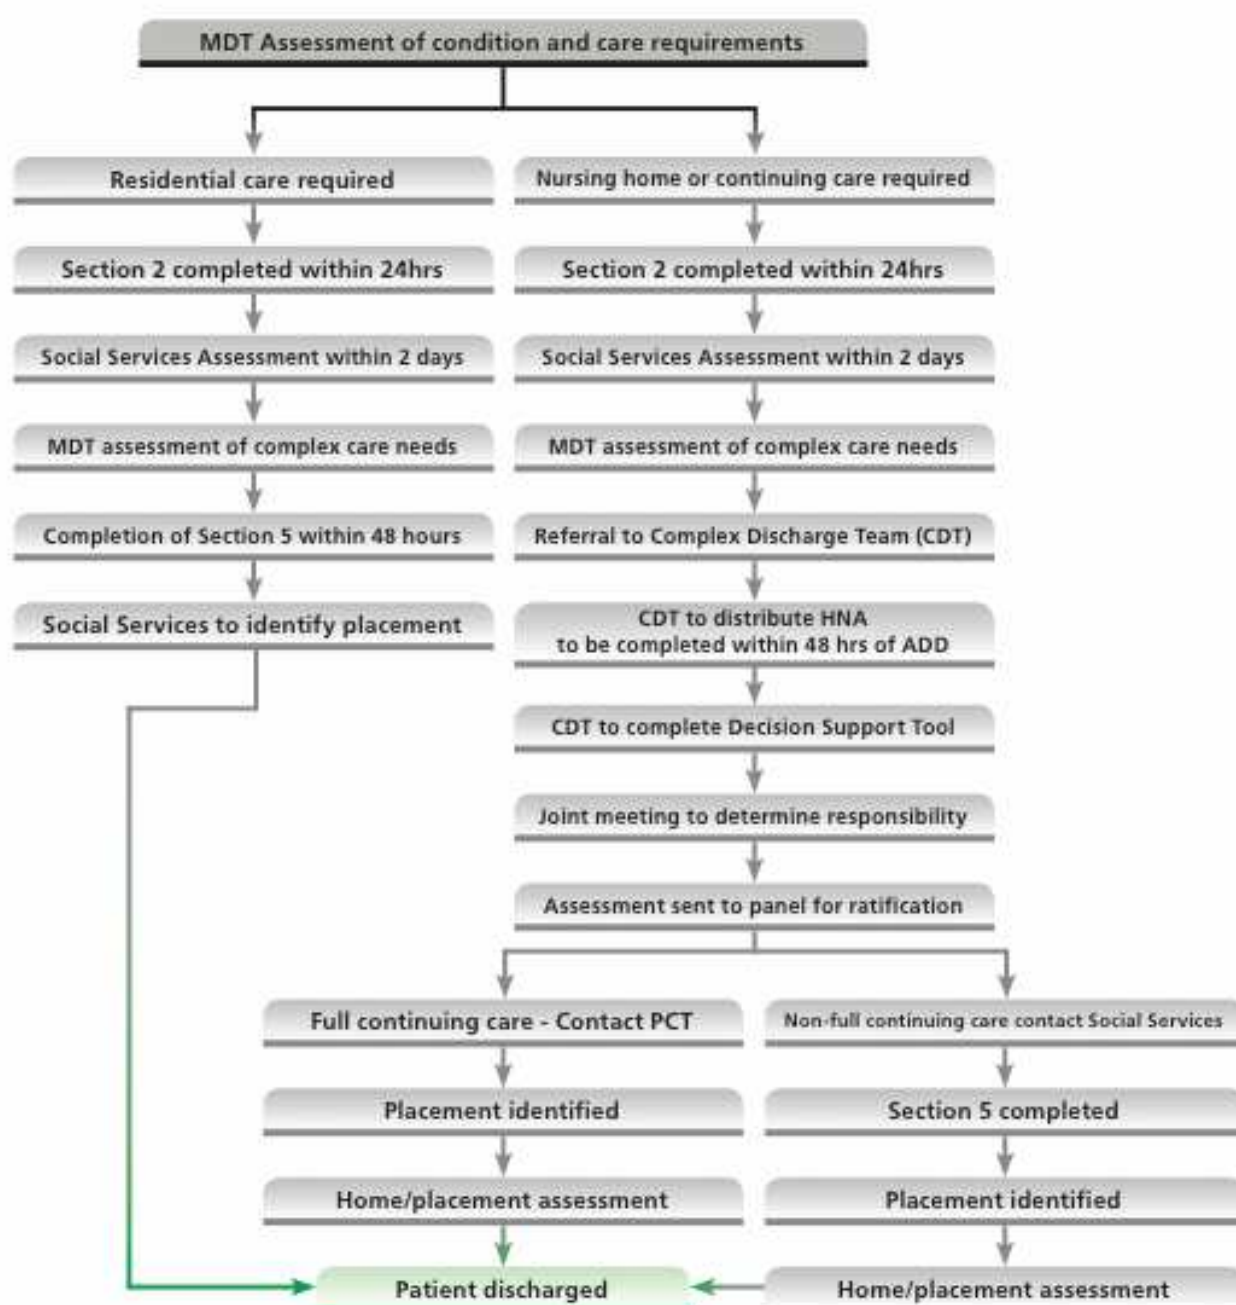 MDT Assessment of condition and care requirements
Residential care required
Section 2 completed within 24hrs
Social Services Assessment within 2 days
MDT assessment of complex care needs
Completion of Section 5 within 48 hours
Social Services to identify placement
Nursing home or continuing care required
Section 2 completed within 24hrs
Social Services Assessment within 2 days
MDT assessment of complex care needs
Referral to Complex Discharge Team (CDT)
CDT to distribute HNA
to be completed within 48 hrs of ADD
CDT to complete Decision Support Tool
Joint meeting to determine responsibility
Assessment sent to panel for ratification
Full continuing care - Contact PCT
Placement identified
Home/placement assessment
Patient discharged
Non-full continuing care contact Social Services
Section 5 completed
Placement identified
Home/placement assessment